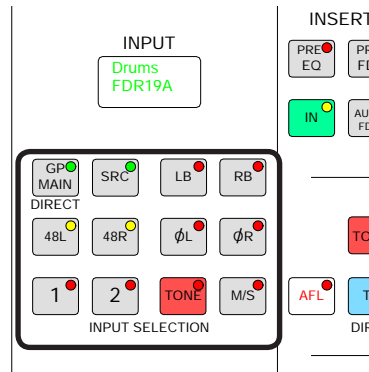 INPUT
Drums
FDR19A
GP MAIN
SRC
LB
RB
DIRECT
48L
48R
ϕL
ϕR
1
2
TONE
M/S
INPUT SELECTION
INSERT
PRE EQ
IN
AFL